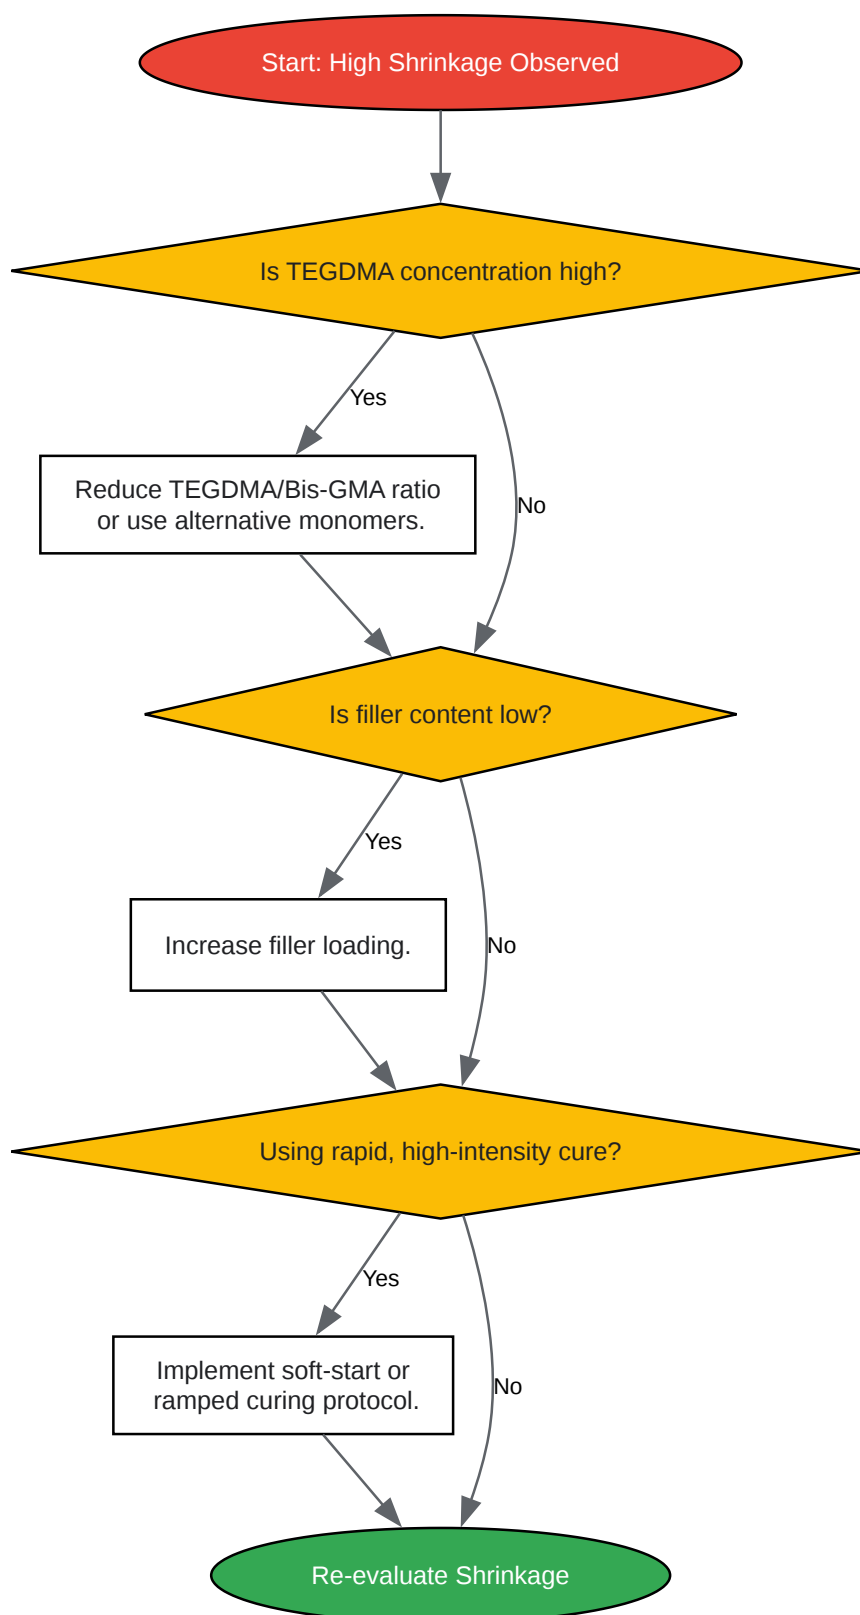 Start: High Shrinkage Observed
Is TEGDMA concentration high?
Yes
Reduce TEGDMA/Bis-GMA ratio
or use alternative monomers.
No
Is filler content low?
Yes
Increase filler loading.
No
Using rapid, high-intensity cure?
Yes
Implement soft-start or
ramped curing protocol.
No
Re-evaluate Shrinkage